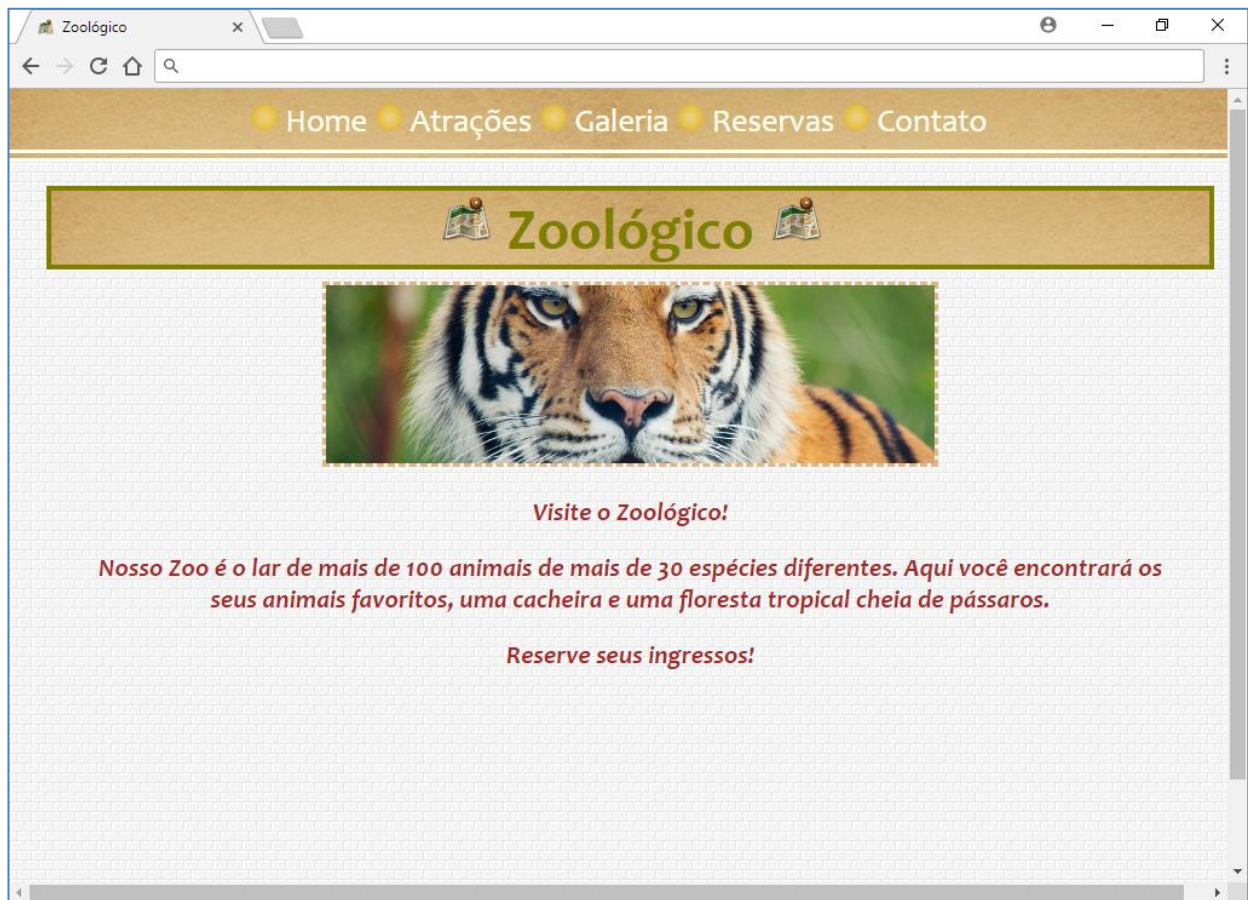 Zoológico
Home Atrações Galeria Reservas Contato
Zoológico
Visite o Zoológico!
Nosso Zoo é o lar de mais de 100 animais de mais de 30 espécies diferentes. Aqui você encontrará os
seus animais favoritos, uma cacheira e uma floresta tropical cheia de pássaros.
Reserve seus ingressos!